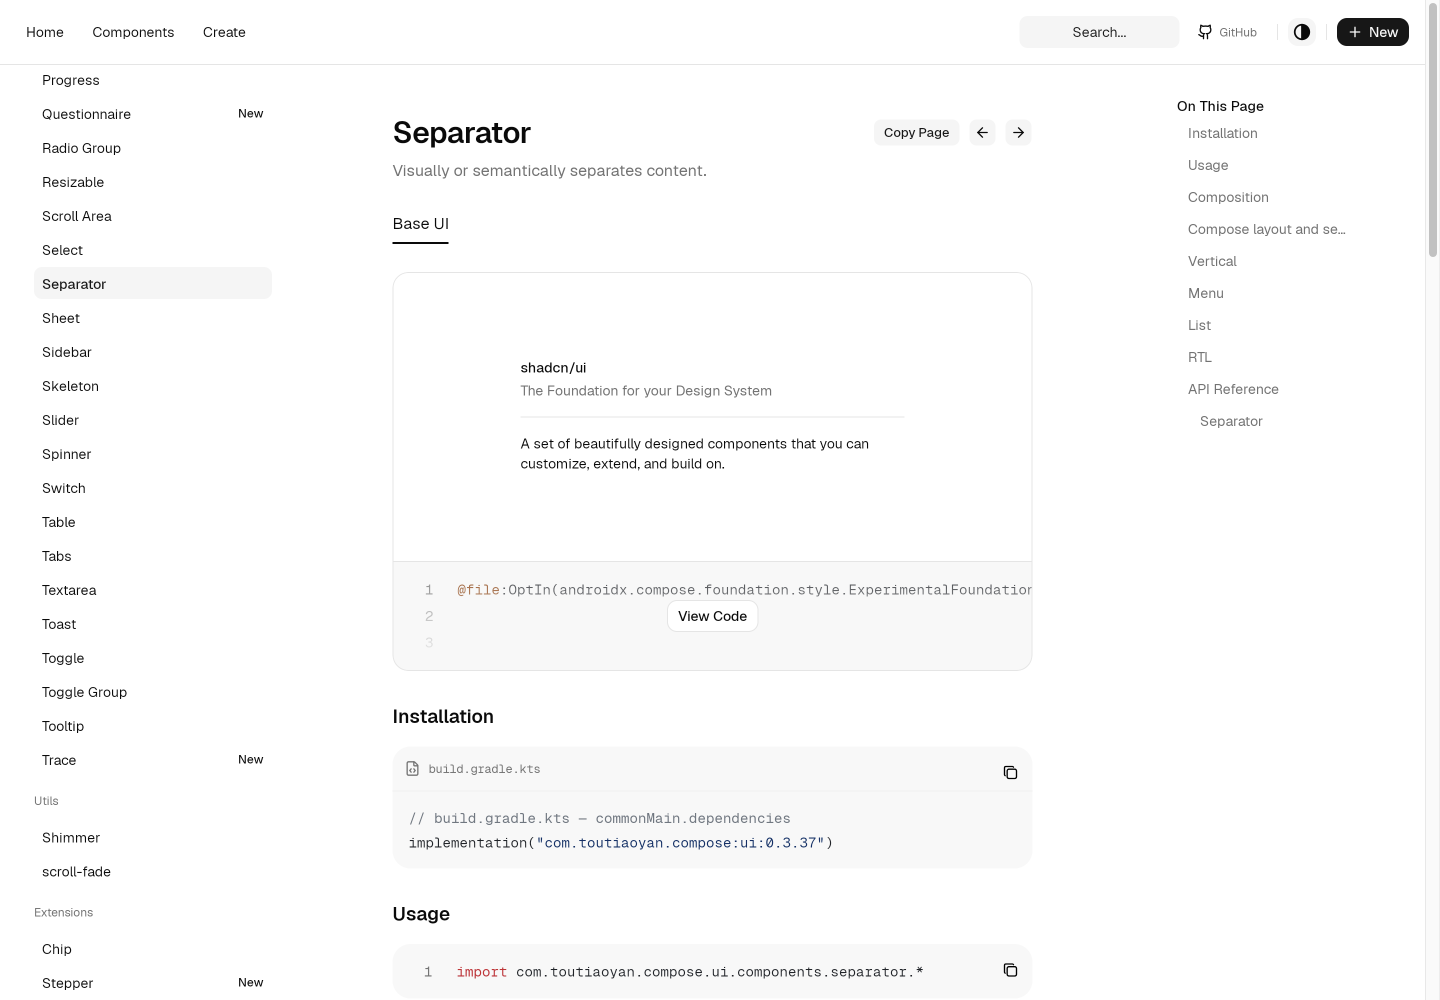 Home Components Create Search... GitHub New
Progress
Questionnaire New
Radio Group
Resizable
Scroll Area
Select
Separator
Sheet
Sidebar
Skeleton
Slider
Spinner
Switch
Table
Tabs
Textarea
Toast
Toggle
Toggle Group
Tooltip
Trace New
Utils
Shimmer
scroll-fade
Extensions
Chip
Stepper New
Separator
Copy Page
Visually or semantically separates content.
Base UI
shadcn/ui
The Foundation for your Design System
A set of beautifully designed components that you can
customize, extend, and build on.
1 @file:OptIn(androidx.compose.foundation.style.ExperimentalFoundation
2
View Code
3
Installation
build.gradle.kts
// build.gradle.kts — commonMain.dependencies
implementation("com.toutiaoyan.compose:ui:0.3.37")
Usage
1 import com.toutiaoyan.compose.ui.components.separator.*
On This Page
Installation
Usage
Composition
Compose layout and se...
Vertical
Menu
List
RTL
API Reference
Separator